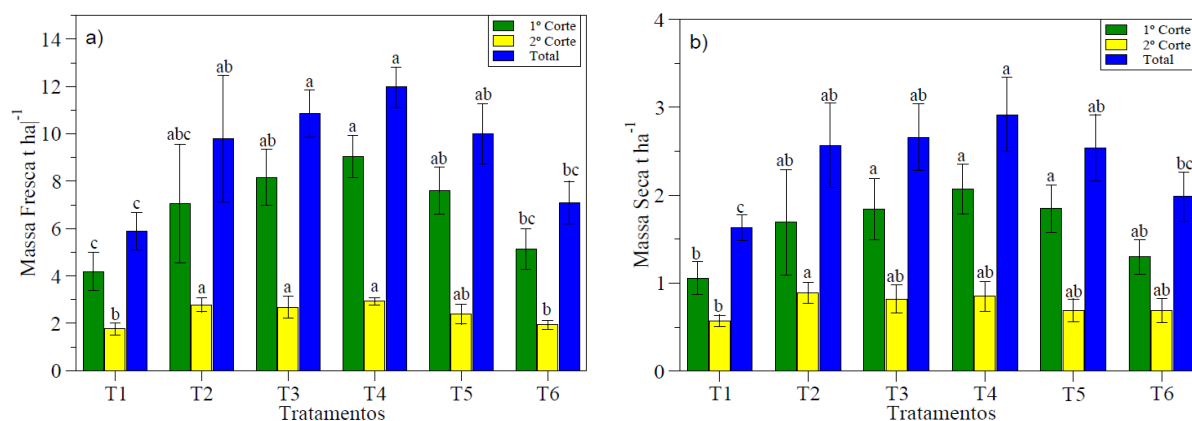 a)
1º Corte
2º Corte
Total
Massa Fresca t ha|-1
14
12
10
8
6
4
2
0
c
b
c
abc
a
ab
ab
a
a
a
a
a
ab
ab
ab
bc
b
bc
T1 T2 T3 T4 T5 T6
Tratamentos
b)
1º Corte
2º Corte
Total
Massa Seca t ha-1
4
3
2
1
0
b
b
c
ab
a
ab
a
ab
ab
a
ab
a
a
ab
ab
ab
ab
bc
T1 T2 T3 T4 T5 T6
Tratamentos